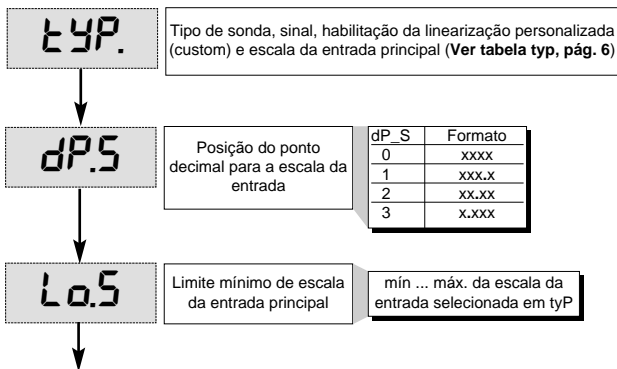 tYP.
Tipo de sonda, sinal, habilitação da linearização personalizada
(custom) e escala da entrada principal (Ver tabela typ, pág. 6)
dP.S
Posição do ponto
decimal para a escala da
entrada
dP_S Formato
0 xxxx
1 xxx.x
2 xx.xx
3 x.xxx
Lo.S
Limite mínimo de escala
da entrada principal
mín ... máx. da escala da
entrada selecionada em tyP